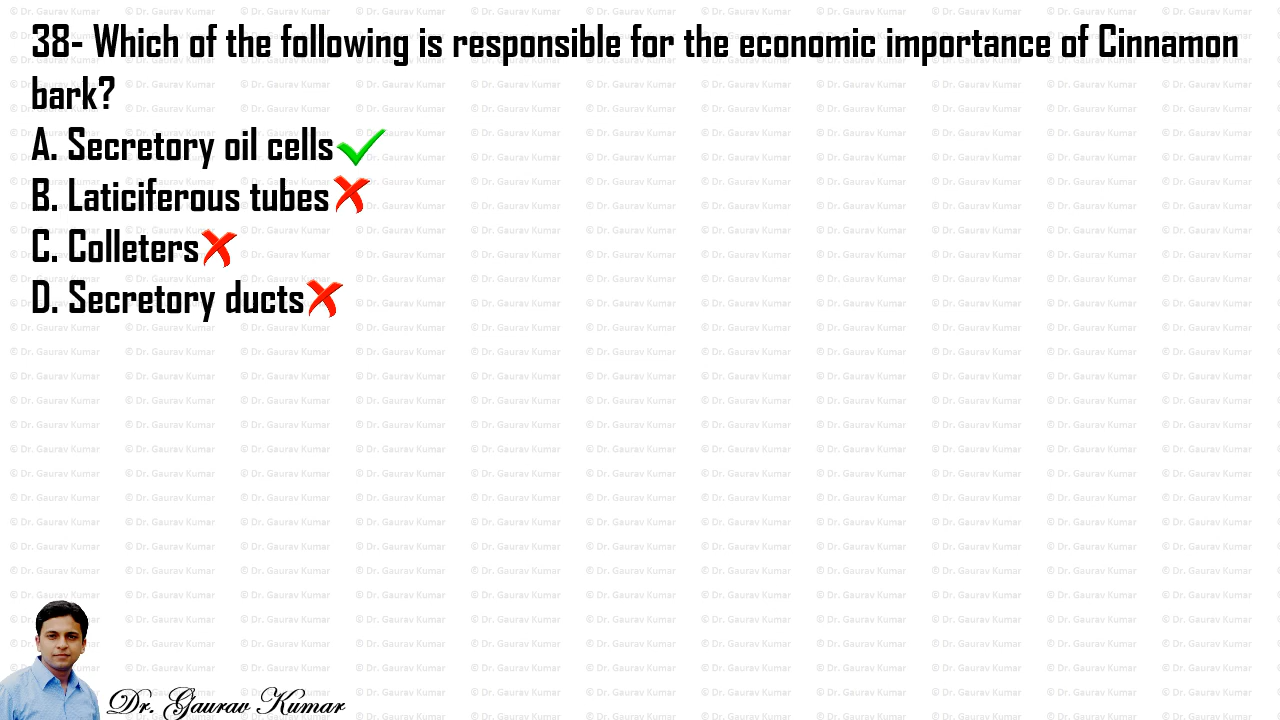 38- Which of the following is responsible for the economic importance of Cinnamon
bark?
A. Secretory oil cells
B. Laticiferous tubes
C. Colleters
D. Secretory ducts
Dr. Gaurav Kumar